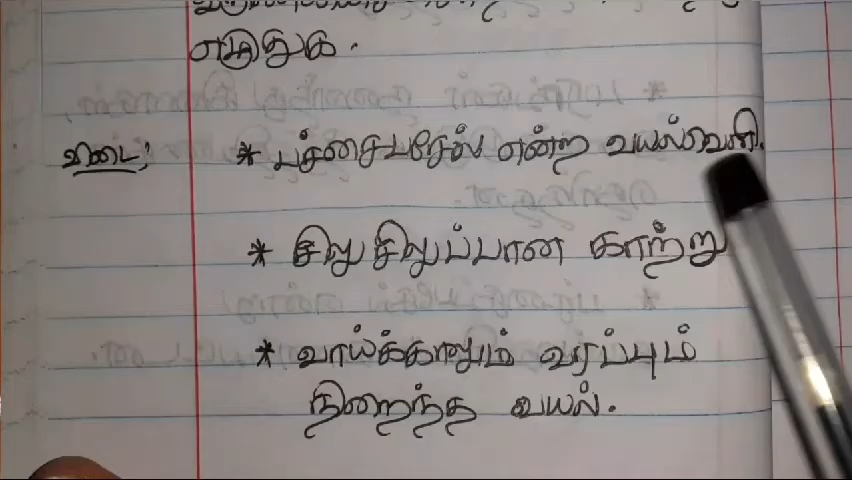 எழுதுக.
விடை;
* பச்சைபசேல் என்ற வயல்வெளி.
* சிலுசிலுப்பான காற்று
* வாய்க்காலும் வரப்பும்
நிறைந்த வயல்.